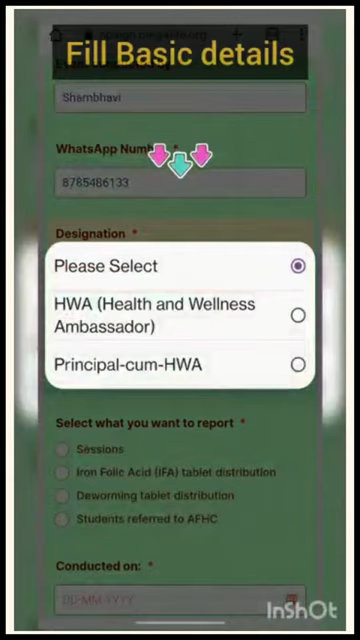 Fill Basic details
Shambhavi
WhatsApp Number *
8785486133
Designation *
Please Select
HWA (Health and Wellness
Ambassador)
Principal-cum-HWA
Select what you want to report *
Sessions
Iron Folic Acid (IFA) tablet distribution
Deworming tablet distribution
Students referred to AFHC
Conducted on: *
DD-MM-YYYY
InShOt